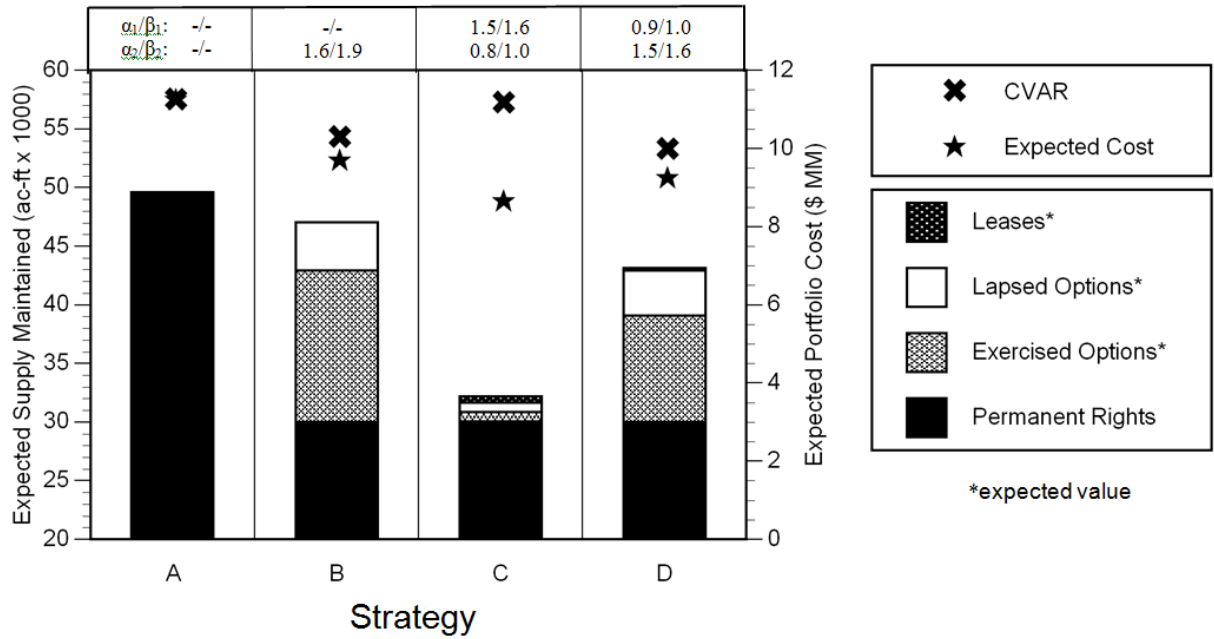 α₁/β₁: -/- -/- 1.5/1.6 0.9/1.0
α₂/β₂: -/- 1.6/1.9 0.8/1.0 1.5/1.6
Expected Supply Maintained (ac-ft x 1000)
60
55
50
45
40
35
30
25
20
12
10
8
6
4
2
0
Expected Portfolio Cost ($ MM)
A B C D
Strategy
CVAR
Expected Cost
Leases*
Lapsed Options*
Exercised Options*
Permanent Rights
*expected value